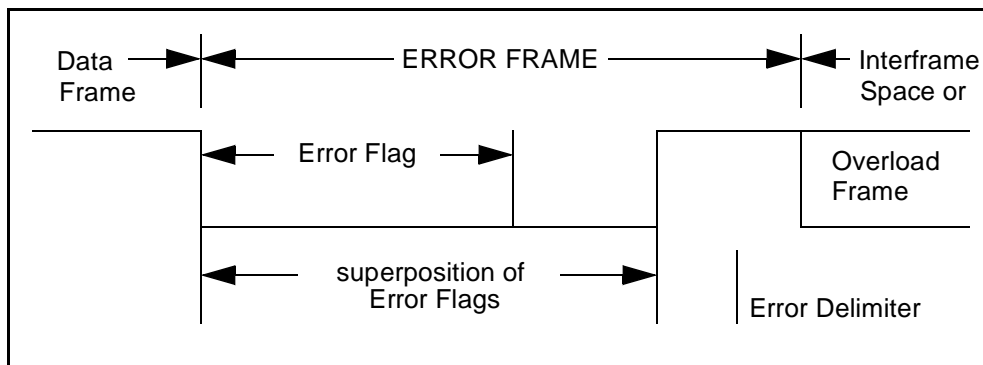 Data
Frame
ERROR FRAME
Interframe
Space or
Error Flag
Overload
Frame
superposition of
Error Flags
Error Delimiter